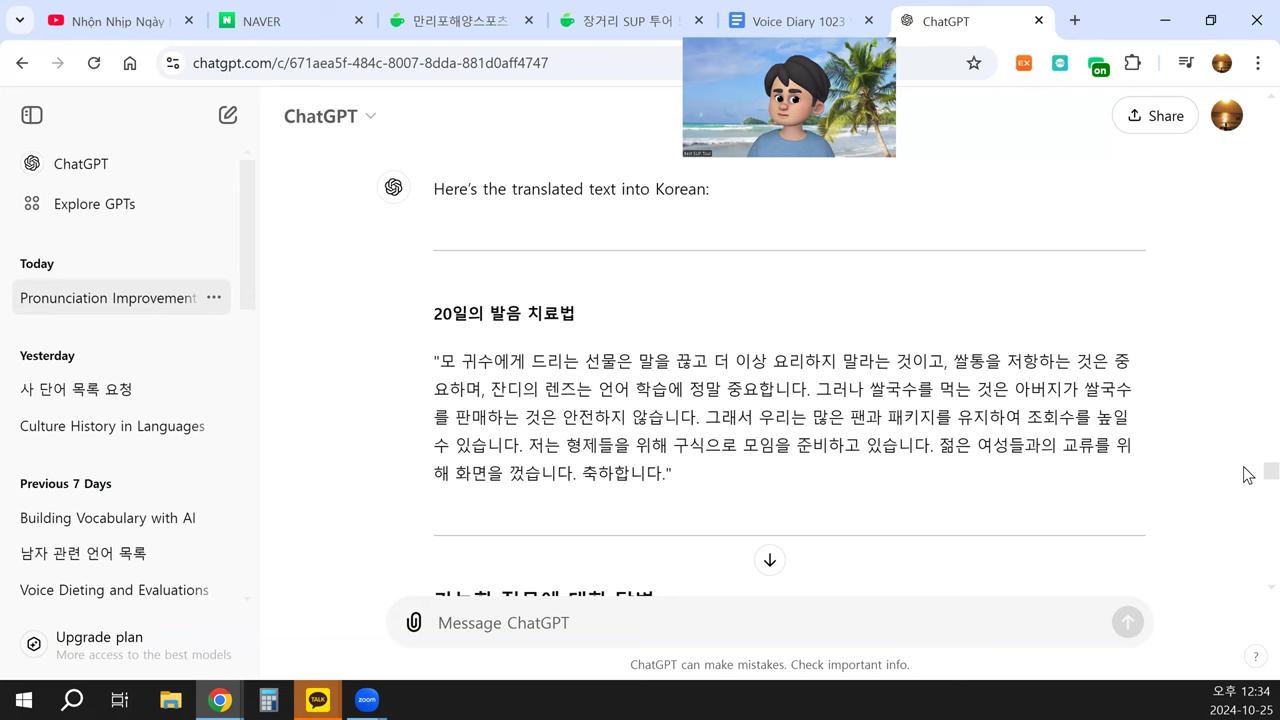 Nhộn Nhịp Ngày
NAVER
만리포해양스포츠
장거리 SUP 투어
Voice Diary 1023
ChatGPT
chatgpt.com/c/671aea5f-484c-8007-8dda-881d0aff4747
EX
on
ChatGPT
Share
Best SUP Tour
ChatGPT
Explore GPTs
Today
Pronunciation Improvement
Yesterday
사 단어 목록 요청
Culture History in Languages
Previous 7 Days
Building Vocabulary with AI
남자 관련 언어 목록
Voice Dieting and Evaluations
Upgrade plan
More access to the best models
Here's the translated text into Korean:
20일의 발음 치료법
"모 귀수에게 드리는 선물은 말을 끊고 더 이상 요리하지 말라는 것이고, 쌀통을 저항하는 것은 중
요하며, 잔디의 렌즈는 언어 학습에 정말 중요합니다. 그러나 쌀국수를 먹는 것은 아버지가 쌀국수
를 판매하는 것은 안전하지 않습니다. 그래서 우리는 많은 팬과 패키지를 유지하여 조회수를 높일
수 있습니다. 저는 형제들을 위해 구식으로 모임을 준비하고 있습니다. 젊은 여성들과의 교류를 위
해 화면을 껐습니다. 축하합니다."
Message ChatGPT
ChatGPT can make mistakes. Check important info.
?
TALK
zoom
오후 12:34
2024-10-25